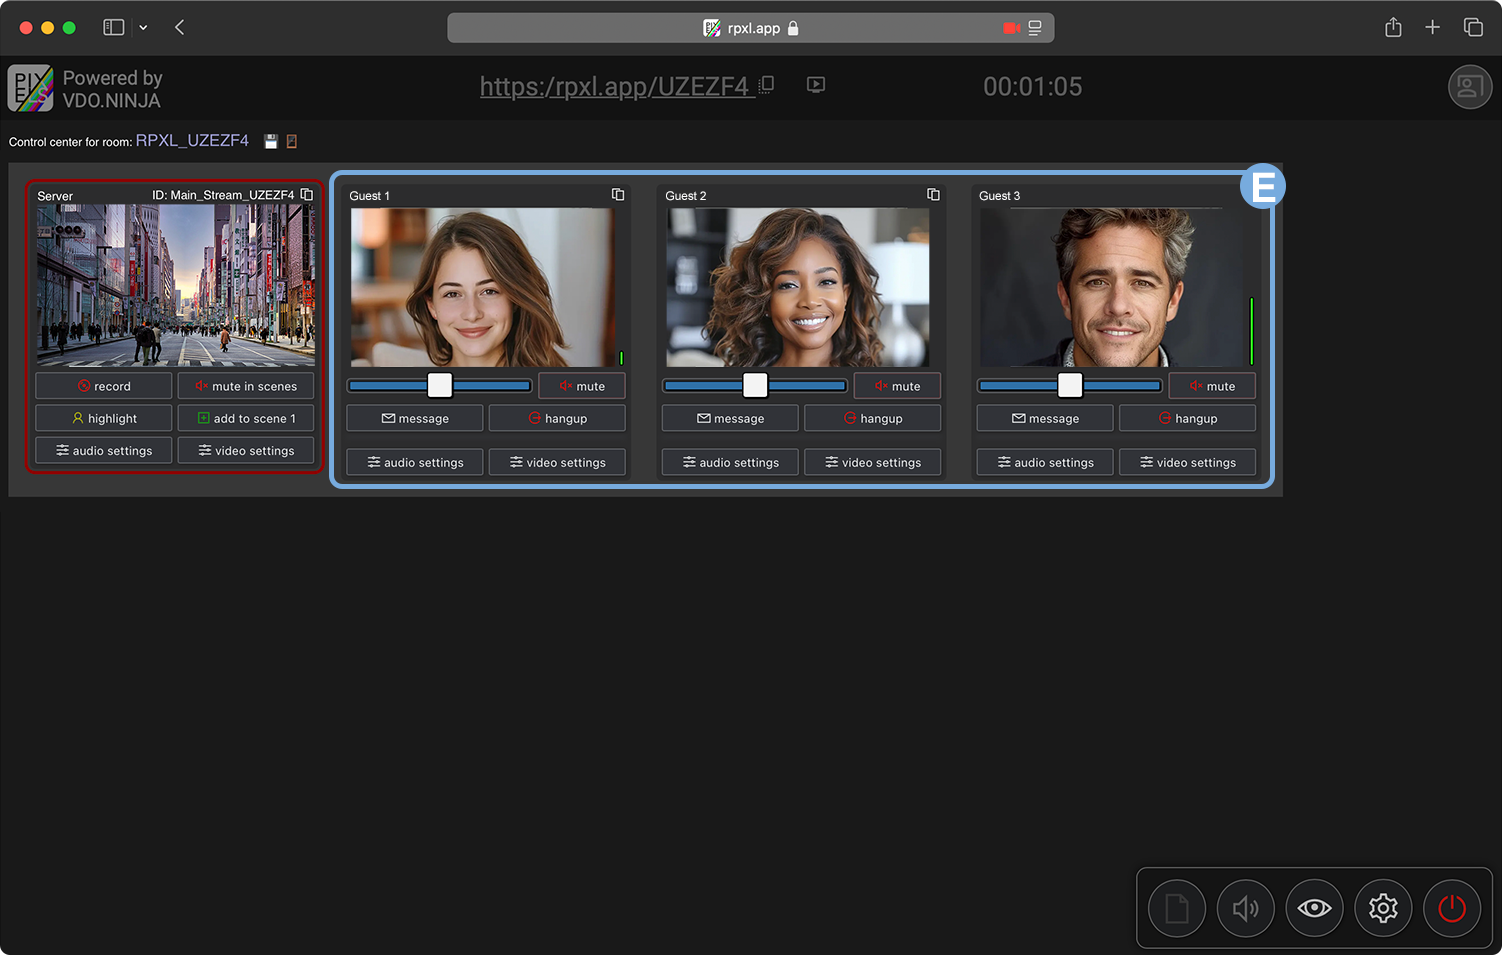 rpxl.app
PIXELS
Powered by
VDO.NINJA
https:/rpxl.app/UZEZF4
00:01:05
Control center for room: RPXL_UZEZF4
Server ID: Main_Stream_UZEZF4
record mute in scenes
highlight add to scene 1
audio settings video settings
Guest 1
mute
message hangup
audio settings video settings
Guest 2
mute
message hangup
audio settings video settings
Guest 3
mute
message hangup
audio settings video settings
E